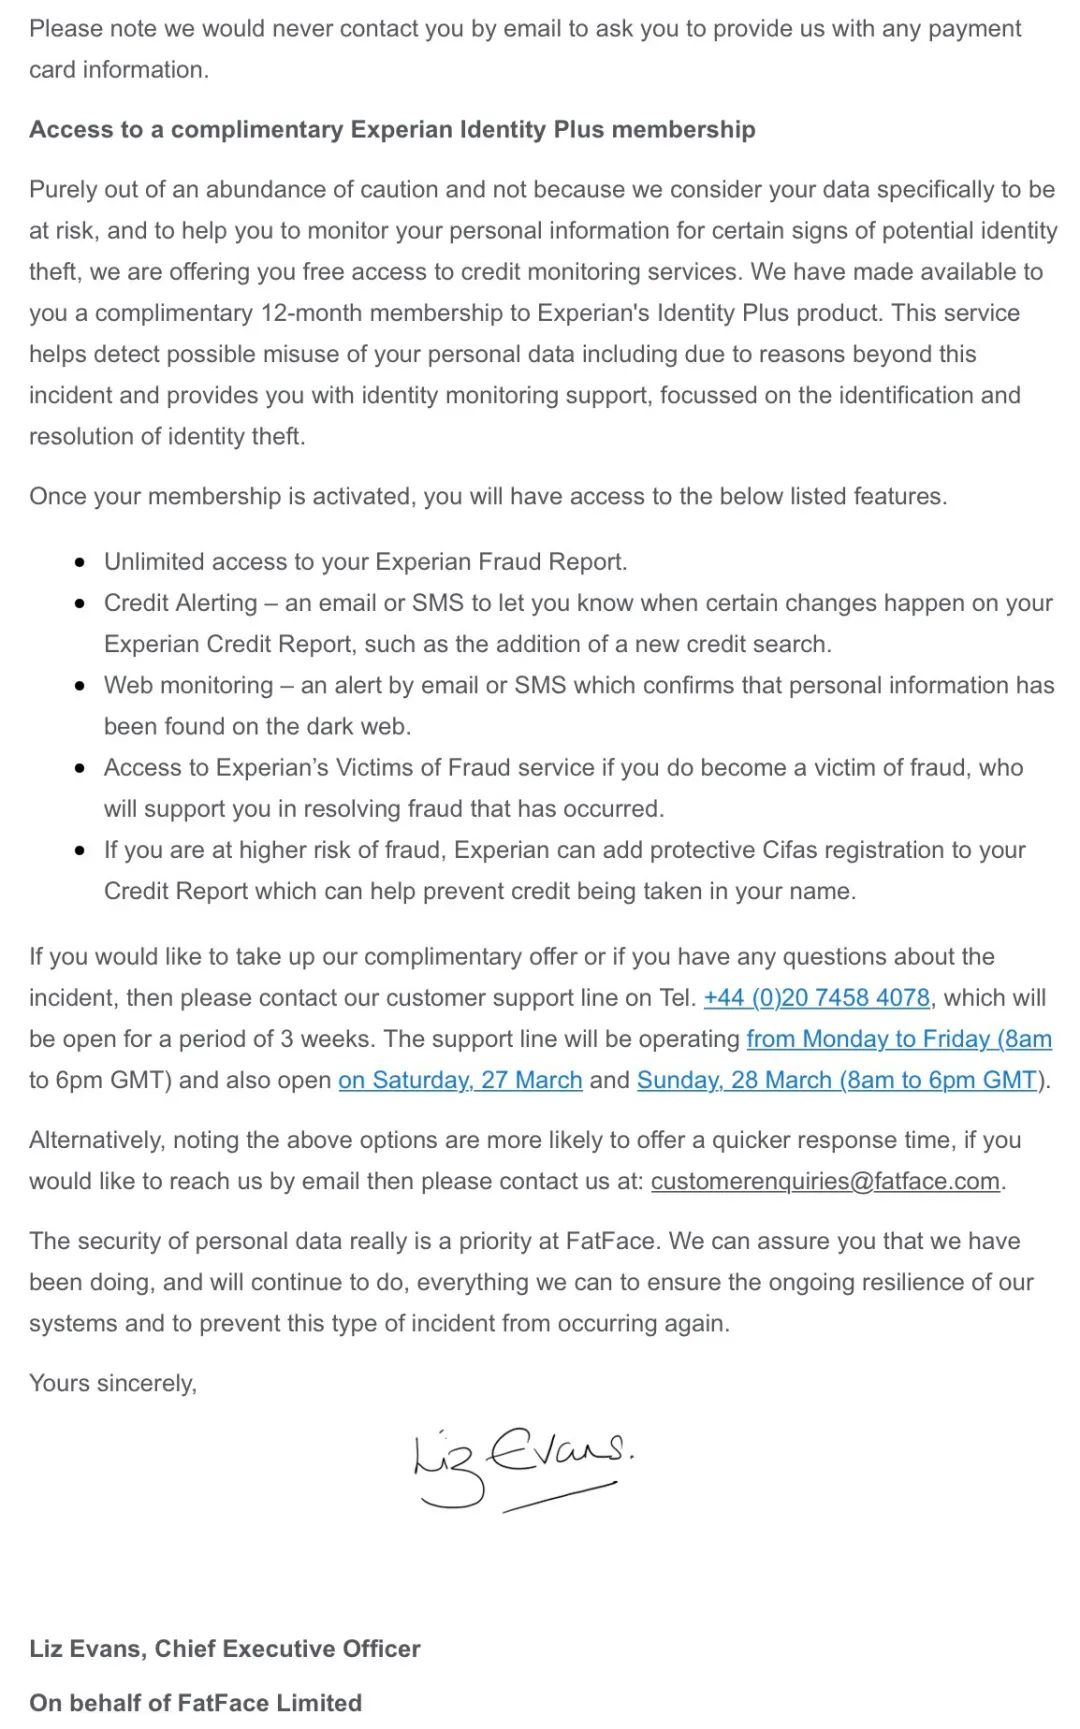 Please note we would never contact you by email to ask you to provide us with any payment
card information.
Access to a complimentary Experian Identity Plus membership
Purely out of an abundance of caution and not because we consider your data specifically to be
at risk, and to help you to monitor your personal information for certain signs of potential identity
theft, we are offering you free access to credit monitoring services. We have made available to
you a complimentary 12-month membership to Experian's Identity Plus product. This service
helps detect possible misuse of your personal data including due to reasons beyond this
incident and provides you with identity monitoring support, focussed on the identification and
resolution of identity theft.
Once your membership is activated, you will have access to the below listed features.
• Unlimited access to your Experian Fraud Report.
• Credit Alerting – an email or SMS to let you know when certain changes happen on your
Experian Credit Report, such as the addition of a new credit search.
• Web monitoring – an alert by email or SMS which confirms that personal information has
been found on the dark web.
• Access to Experian’s Victims of Fraud service if you do become a victim of fraud, who
will support you in resolving fraud that has occurred.
• If you are at higher risk of fraud, Experian can add protective Cifas registration to your
Credit Report which can help prevent credit being taken in your name.
If you would like to take up our complimentary offer or if you have any questions about the
incident, then please contact our customer support line on Tel. +44 (0)20 7458 4078, which will
be open for a period of 3 weeks. The support line will be operating from Monday to Friday (8am
to 6pm GMT) and also open on Saturday, 27 March and Sunday, 28 March (8am to 6pm GMT).
Alternatively, noting the above options are more likely to offer a quicker response time, if you
would like to reach us by email then please contact us at: customerenquiries@fatface.com.
The security of personal data really is a priority at FatFace. We can assure you that we have
been doing, and will continue to do, everything we can to ensure the ongoing resilience of our
systems and to prevent this type of incident from occurring again.
Yours sincerely,
Liz Evans.
Liz Evans, Chief Executive Officer
On behalf of FatFace Limited